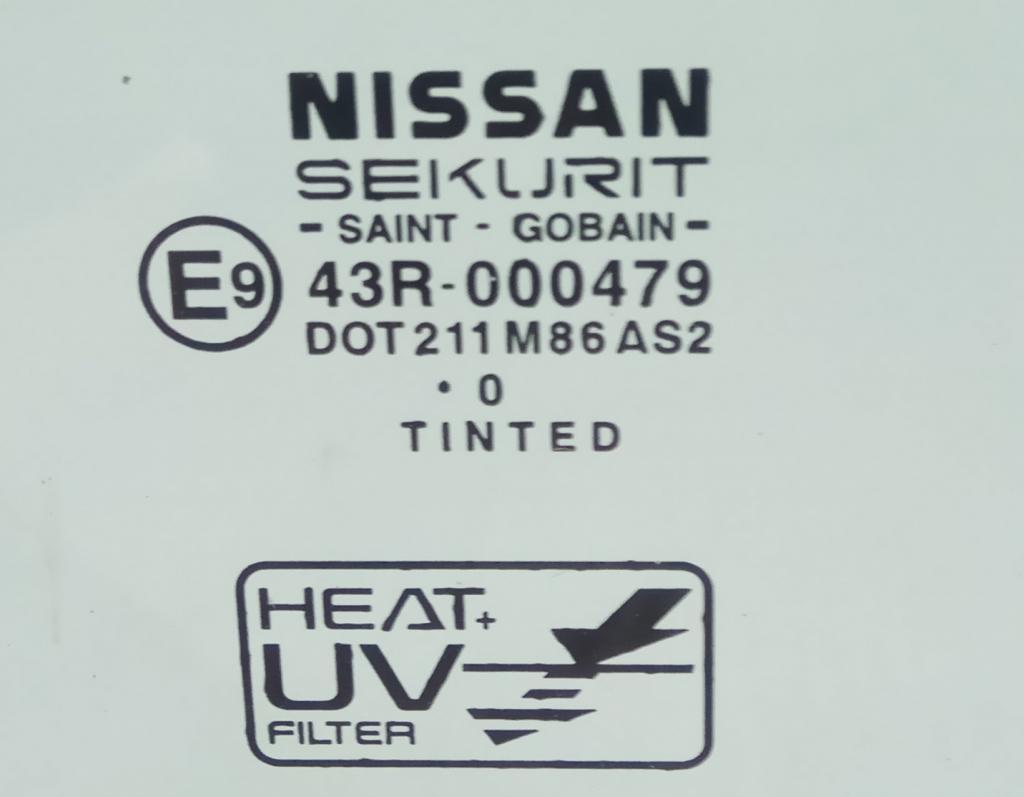 NISSAN
SEKURIT
- SAINT - GOBAIN -
E9 43R-000479
DOT 211 M86 AS2
· 0
TINTED
HEAT+
UV
FILTER